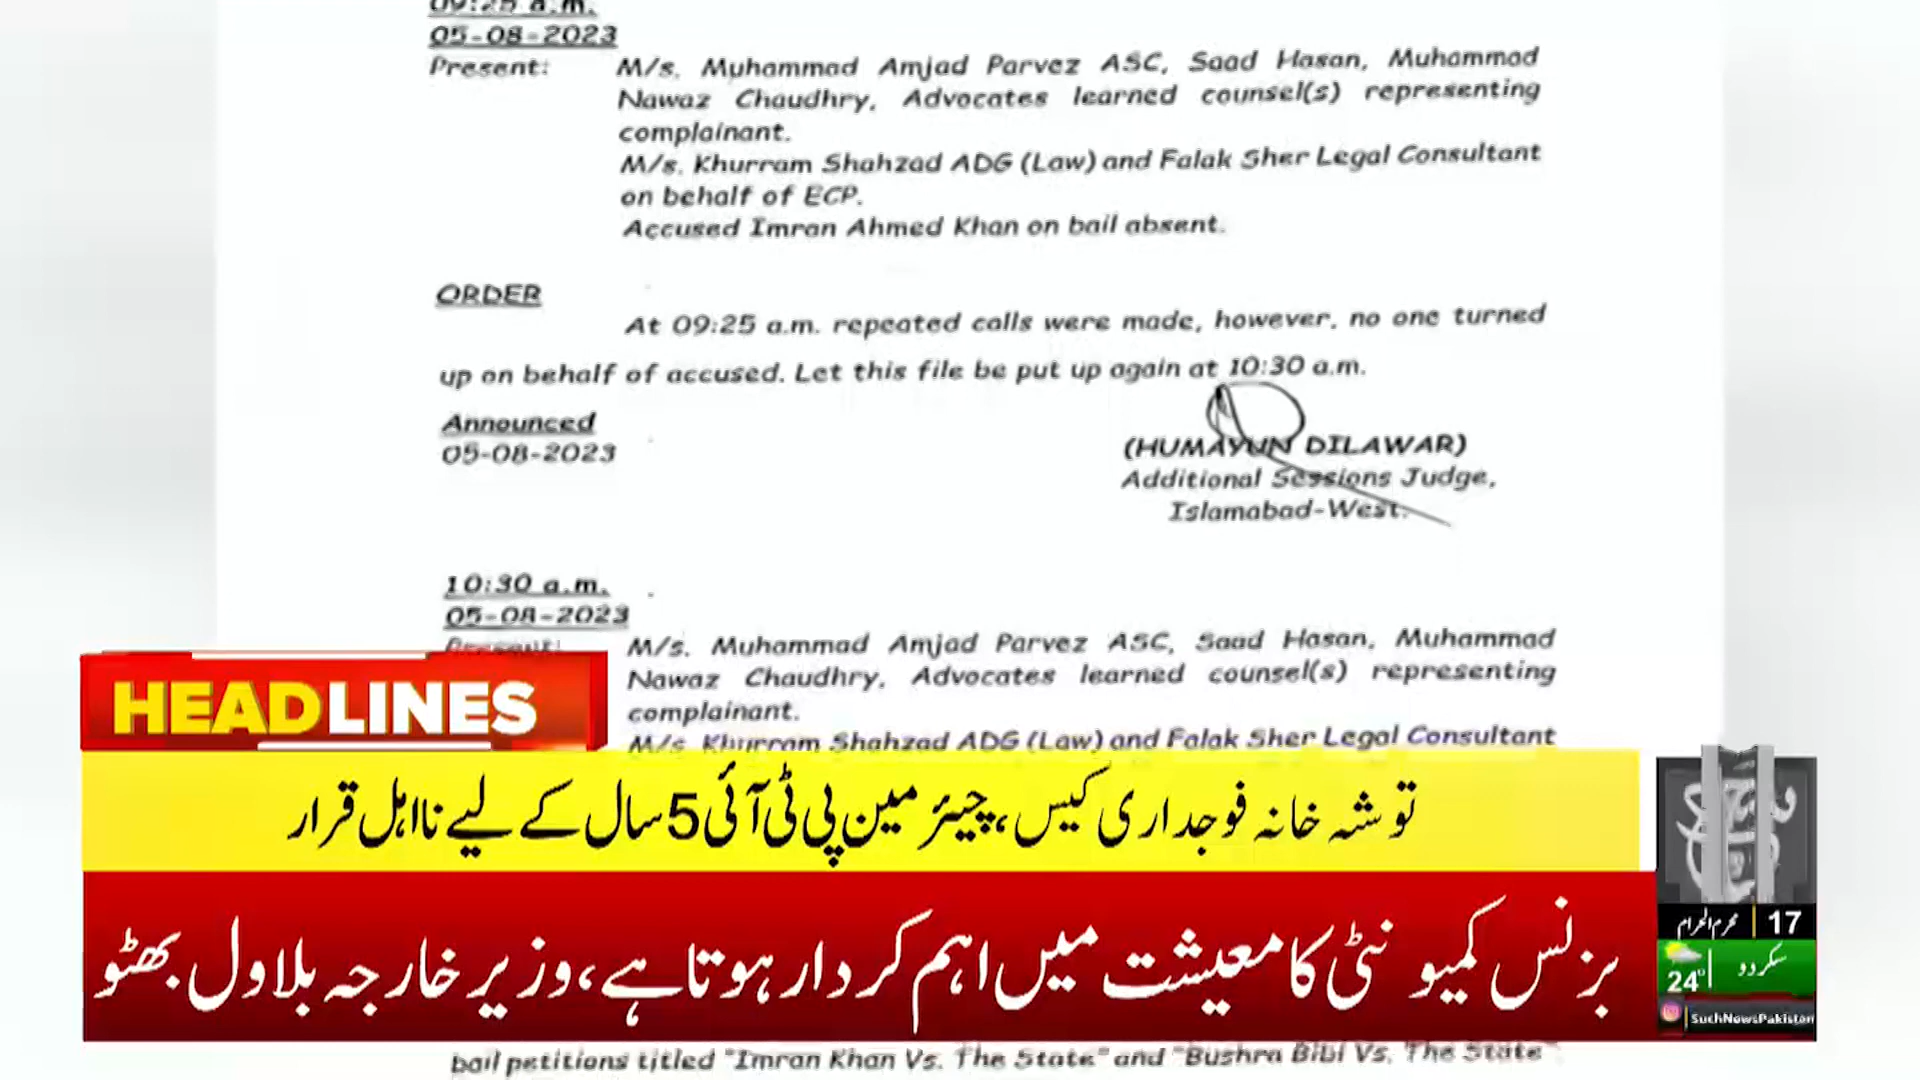 09:25 a.m.
05-08-2023
Present: M/s. Muhammad Amjad Parvez ASC, Saad Hasan, Muhammad
Nawaz Chaudhry, Advocates learned counsel(s) representing
complainant.
M/s. Khurram Shahzad ADG (Law) and Falak Sher Legal Consultant
on behalf of ECP.
Accused Imran Ahmed Khan on bail absent.
ORDER
At 09:25 a.m. repeated calls were made, however, no one turned
up on behalf of accused. Let this file be put up again at 10:30 a.m.
Announced
05-08-2023
(HUMAYUN DILAWAR)
Additional Sessions Judge,
Islamabad-West.
10:30 a.m.
05-08-2023
Present: M/s. Muhammad Amjad Parvez ASC, Saad Hasan, Muhammad
Nawaz Chaudhry, Advocates learned counsel(s) representing
complainant.
M/s. Khurram Shahzad ADG (Law) and Falak Sher Legal Consultant
HEADLINES
توشہ خانہ فوجداری کیس، چیئرمین پی ٹی آئی 5 سال کے لیے نااہل قرار
بزنس کمیونٹی کا معیشت میں اہم کردار ہوتا ہے، وزیر خارجہ بلاول بھٹو
17 محرم الحرام
سکردو
24°
SuchNewsPakistan
bail petitions titled "Imran Khan Vs. The State" and "Bushra Bibi Vs. The State"